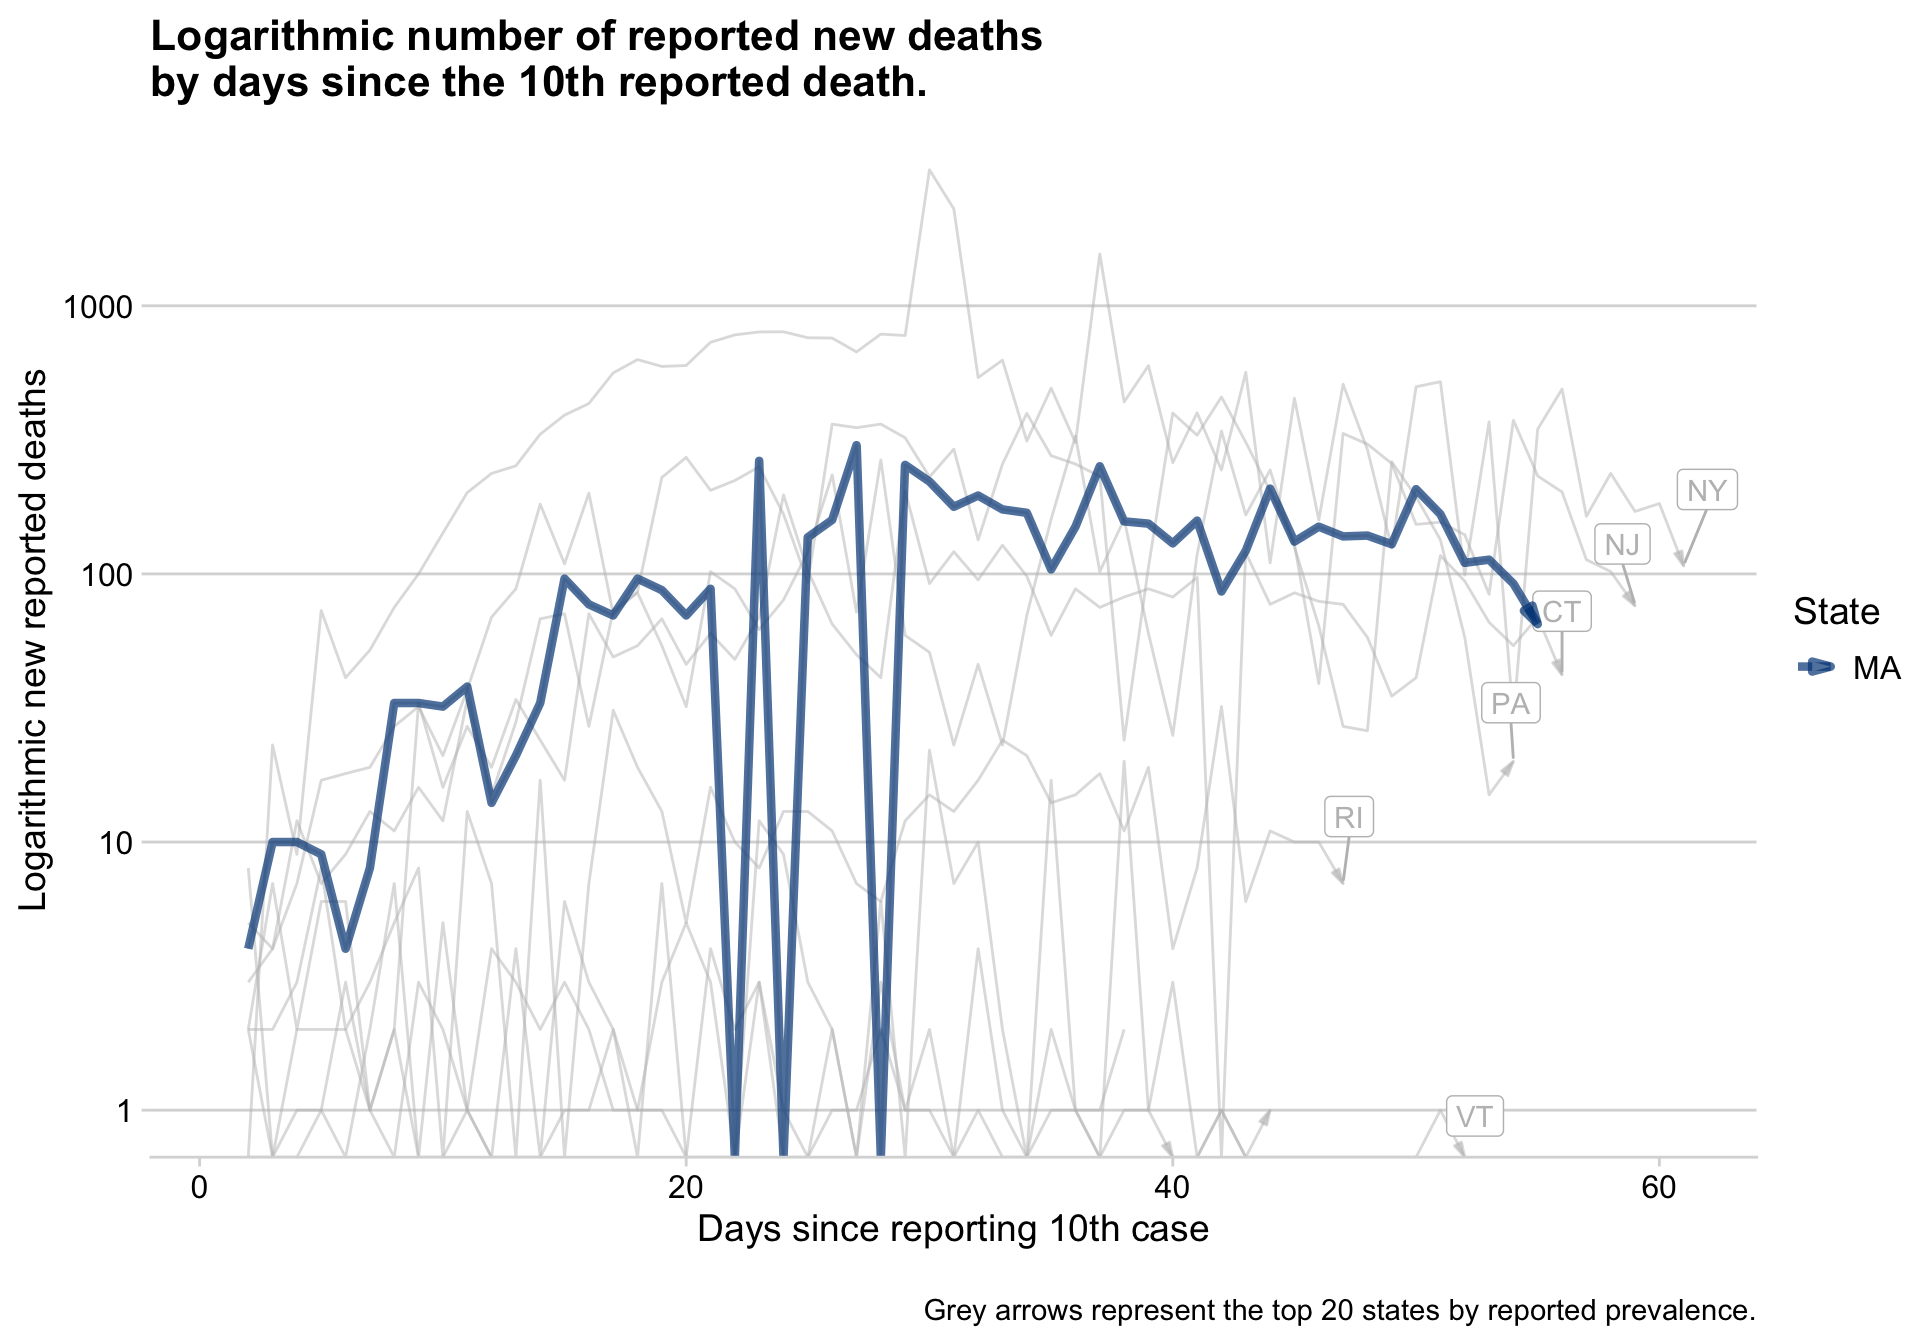 Logarithmic number of reported new deaths
by days since the 10th reported death.
Logarithmic new reported deaths
1000
100
10
1
NY
NJ
CT
PA
RI
VT
State
MA
0
20
40
60
Days since reporting 10th case
Grey arrows represent the top 20 states by reported prevalence.